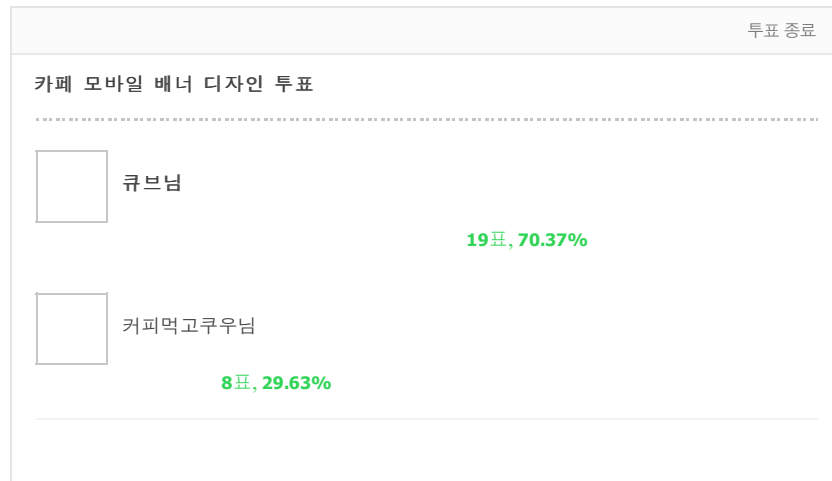 투표 종료
카페 모바일 배너 디자인 투표
큐브님
19표, 70.37%
커피먹고쿠우님
8표, 29.63%